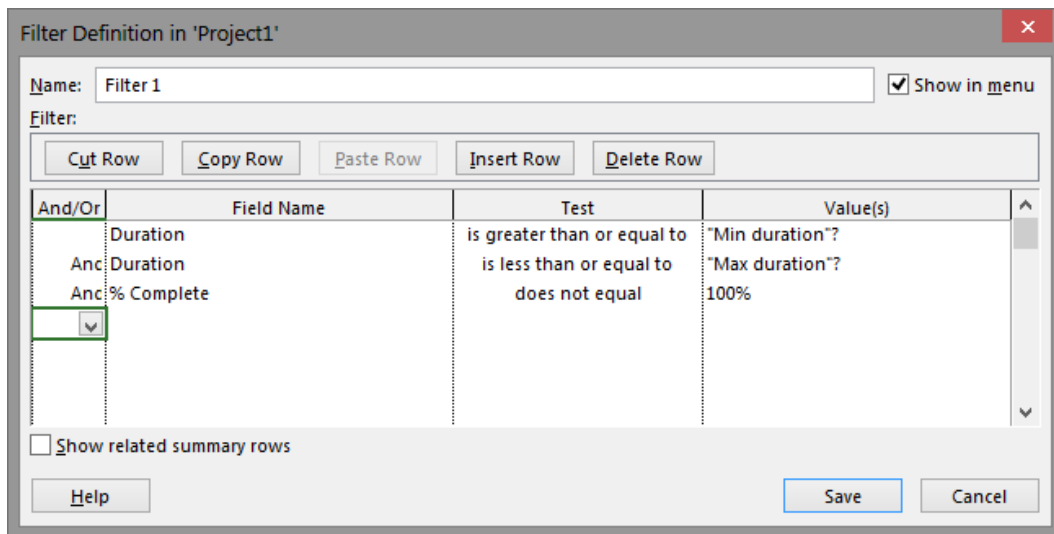 Filter Definition in 'Project1'
Name: Filter 1 Show in menu
Filter:
Cut Row Copy Row Paste Row Insert Row Delete Row
And/Or Field Name Test Value(s)
Duration is greater than or equal to "Min duration"?
And Duration is less than or equal to "Max duration"?
And % Complete does not equal 100%
Show related summary rows
Help Save Cancel